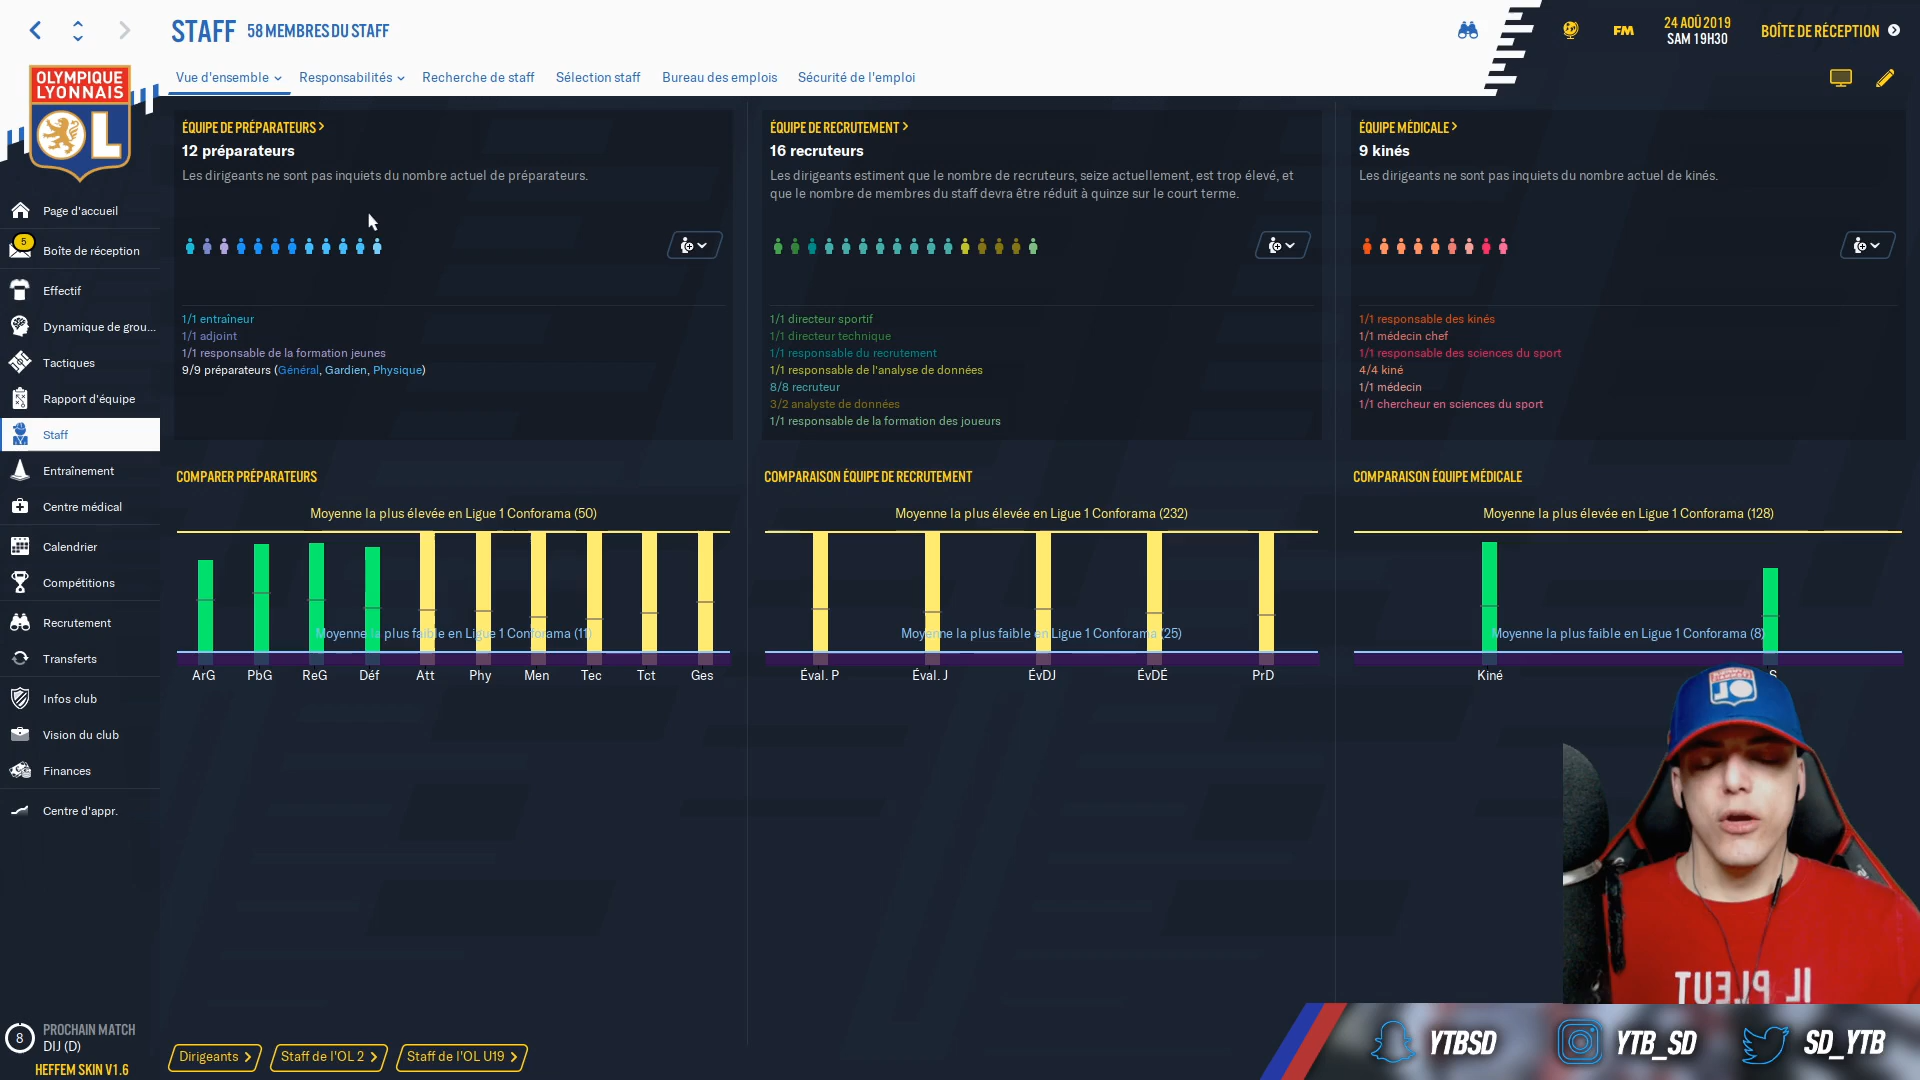 STAFF 58 MEMBRES DU STAFF
24 AOÛ 2019
SAM 19H30
BOÎTE DE RÉCEPTION
FM
OLYMPIQUE
LYONNAIS
OL
Vue d'ensemble
Responsabilités
Recherche de staff
Sélection staff
Bureau des emplois
Sécurité de l'emploi
Page d'accueil
5
Boîte de réception
Effectif
Dynamique de grou...
Tactiques
Rapport d'équipe
Staff
Entraînement
Centre médical
Calendrier
Compétitions
Recrutement
Transferts
Infos club
Vision du club
Finances
Centre d'appr.
8
PROCHAIN MATCH
DIJ (D)
HEFFEM SKIN V1.6
ÉQUIPE DE PRÉPARATEURS >
12 préparateurs
Les dirigeants ne sont pas inquiets du nombre actuel de préparateurs.
1/1 entraîneur
1/1 adjoint
1/1 responsable de la formation jeunes
9/9 préparateurs (Général, Gardien, Physique)
ÉQUIPE DE RECRUTEMENT >
16 recruteurs
Les dirigeants estiment que le nombre de recruteurs, seize actuellement, est trop élevé, et
que le nombre de membres du staff devra être réduit à quinze sur le court terme.
1/1 directeur sportif
1/1 directeur technique
1/1 responsable du recrutement
1/1 responsable de l'analyse de données
8/8 recruteur
3/2 analyste de données
1/1 responsable de la formation des joueurs
ÉQUIPE MÉDICALE >
9 kinés
Les dirigeants ne sont pas inquiets du nombre actuel de kinés.
1/1 responsable des kinés
1/1 médecin chef
1/1 responsable des sciences du sport
4/4 kiné
1/1 médecin
1/1 chercheur en sciences du sport
COMPARER PRÉPARATEURS
Moyenne la plus élevée en Ligue 1 Conforama (50)
Moyenne la plus faible en Ligue 1 Conforama (11)
ArG PbG ReG Déf Att Phy Men Tec Tct Ges
COMPARAISON ÉQUIPE DE RECRUTEMENT
Moyenne la plus élevée en Ligue 1 Conforama (232)
Moyenne la plus faible en Ligue 1 Conforama (25)
Éval. P Éval. J ÉvDJ ÉvDÉ PrD
COMPARAISON ÉQUIPE MÉDICALE
Moyenne la plus élevée en Ligue 1 Conforama (128)
Moyenne la plus faible en Ligue 1 Conforama (8)
Kiné
IL PLEUT
Dirigeants >
Staff de l'OL 2 >
Staff de l'OL U19 >
YTBSD
YTB_SD
SD_YTB